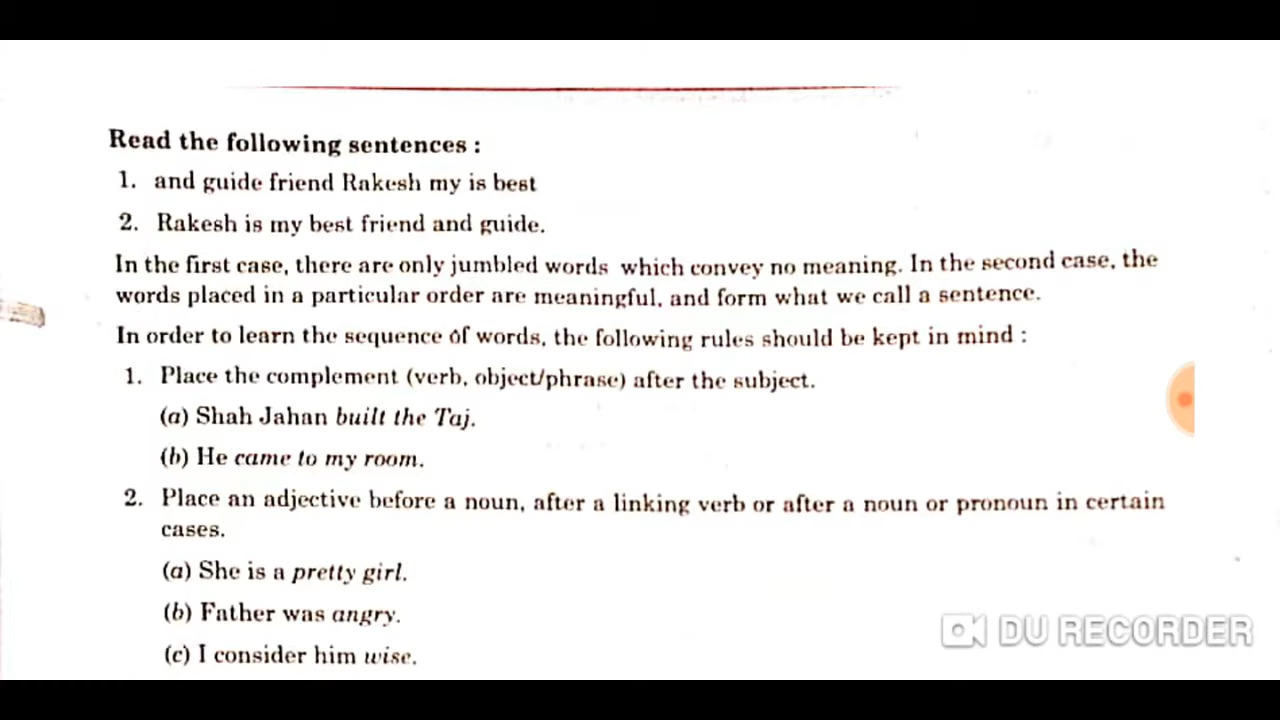 Read the following sentences :
1. and guide friend Rakesh my is best
2. Rakesh is my best friend and guide.
In the first case, there are only jumbled words which convey no meaning. In the second case, the
words placed in a particular order are meaningful, and form what we call a sentence.
In order to learn the sequence of words, the following rules should be kept in mind :
1. Place the complement (verb, object/phrase) after the subject.
(a) Shah Jahan built the Taj.
(b) He came to my room.
2. Place an adjective before a noun, after a linking verb or after a noun or pronoun in certain
cases.
(a) She is a pretty girl.
(b) Father was angry.
(c) I consider him wise.
DU RECORDER